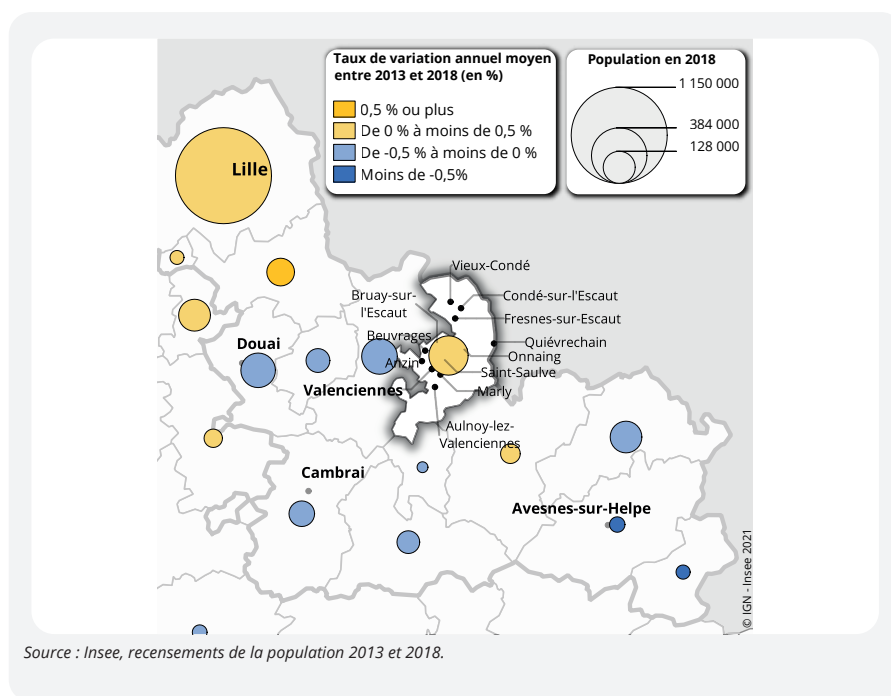 Taux de variation annuel moyen
entre 2013 et 2018 (en %)
0,5 % ou plus
De 0 % à moins de 0,5 %
De -0,5 % à moins de 0 %
Moins de -0,5%
Population en 2018
1 150 000
384 000
128 000
Lille
Vieux-Condé
Bruay-sur-
l'Escaut
Condé-sur-l'Escaut
Fresnes-sur-Escaut
Beuvrages
Quiévrechain
Douai
Onnaing
Anzin
Saint-Saulve
Valenciennes
Marly
Aulnoy-lez-
Valenciennes
Cambrai
Avesnes-sur-Helpe
© IGN - Insee 2021
Source : Insee, recensements de la population 2013 et 2018.